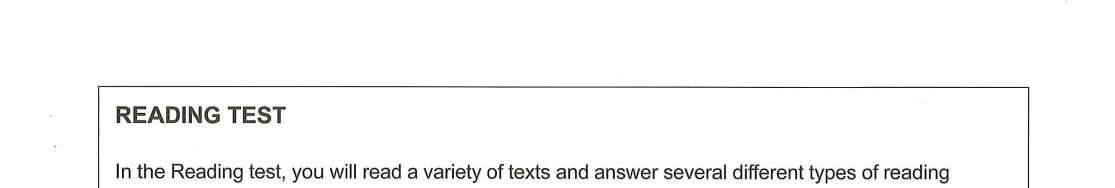 READING TEST
In the Reading test, you will read a variety of texts and answer several different types of reading